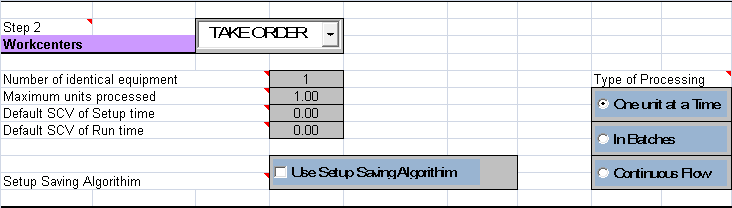 Step 2
Workcenters
TAKE ORDER
Number of identical equipment 1
Maximum units processed 1.00
Default SCV of Setup time 0.00
Default SCV of Run time 0.00
Type of Processing
One unit at a Time
In Batches
Continuous Flow
Setup Saving Algorithim
Use Setup Saving Algorithim